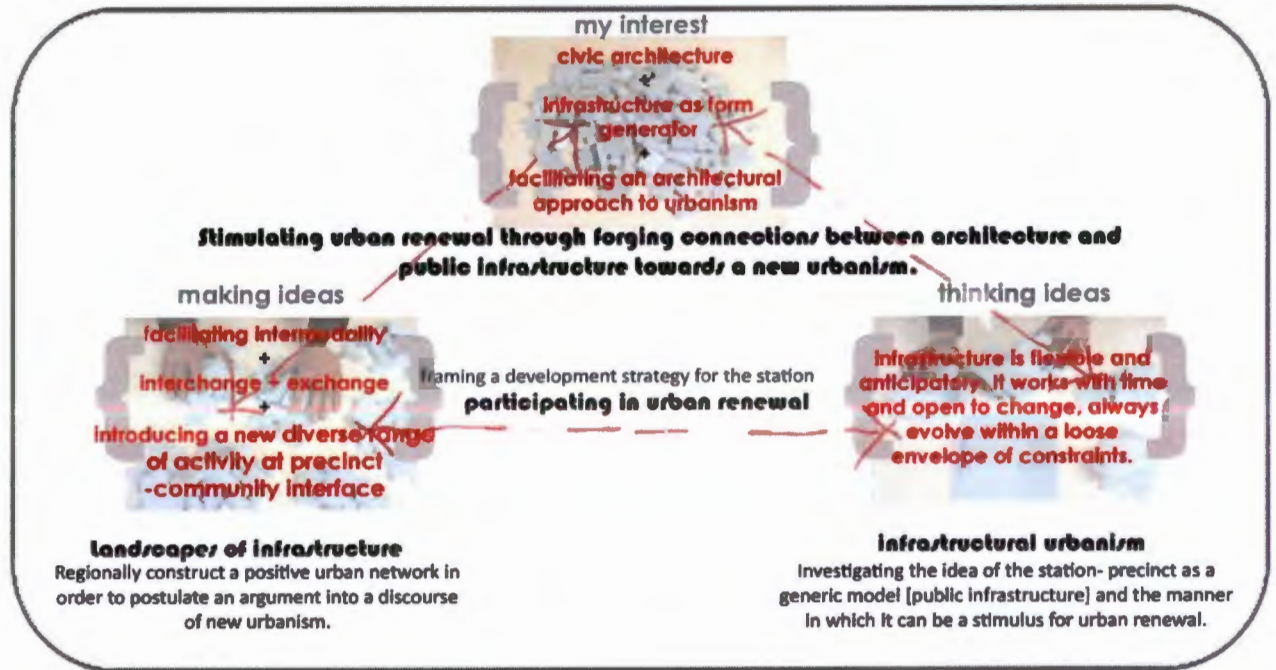 my interest
civic architecture
+
infrastructure as form
generator
+
facilitating an architectural
approach to urbanism
Stimulating urban renewal through forging connections between architecture and
public infrastructure towards a new urbanism.
making ideas
facilitating intermodality
+
interchange + exchange
+
introducing a new diverse range
of activity at precinct
-community interface
framing a development strategy for the station
participating in urban renewal
thinking ideas
infrastructure is flexible and
anticipatory. It works with time
and open to change, always
evolve within a loose
envelope of constraints.
Landscapes of infrastructure
Regionally construct a positive urban network in
order to postulate an argument into a discourse
of new urbanism.
infrastructural urbanism
Investigating the idea of the station- precinct as a
generic model [public infrastructure] and the manner
in which it can be a stimulus for urban renewal.